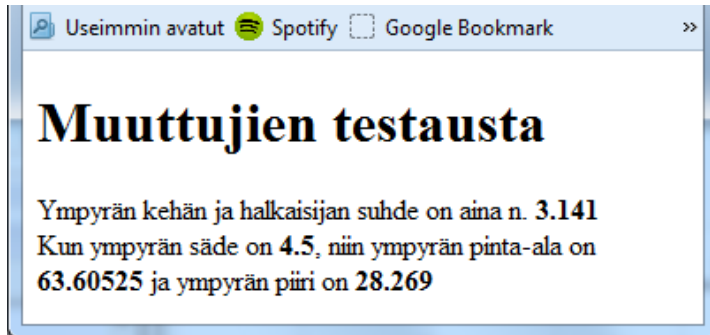 Useimmin avatut Spotify Google Bookmark »
Muuttujien testausta
Ympyrän kehän ja halkaisijan suhde on aina n. 3.141
Kun ympyrän säde on 4.5, niin ympyrän pinta-ala on
63.60525 ja ympyrän piiri on 28.269